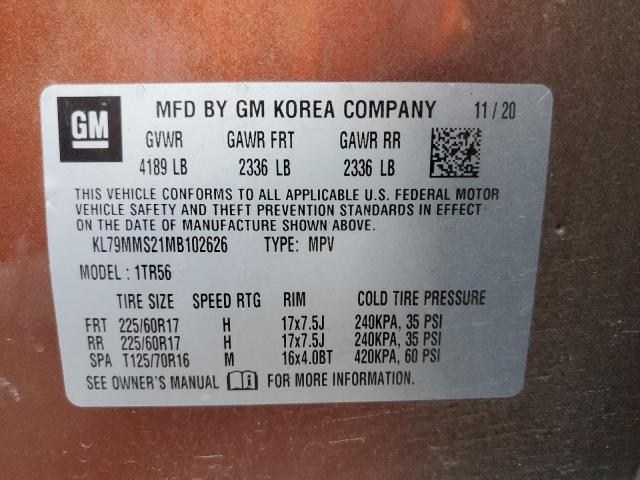 GM
MFD BY GM KOREA COMPANY 11/20
GVWR GAWR FRT GAWR RR
4189 LB 2336 LB 2336 LB
THIS VEHICLE CONFORMS TO ALL APPLICABLE U.S. FEDERAL MOTOR
VEHICLE SAFETY AND THEFT PREVENTION STANDARDS IN EFFECT
ON THE DATE OF MANUFACTURE SHOWN ABOVE.
KL79MMS21MB102626 TYPE: MPV
MODEL: 1TR56
TIRE SIZE SPEED RTG RIM COLD TIRE PRESSURE
FRT 225/60R17 H 17x7.5J 240KPA, 35 PSI
RR 225/60R17 H 17x7.5J 240KPA, 35 PSI
SPA T125/70R16 M 16x4.0BT 420KPA, 60 PSI
SEE OWNER'S MANUAL FOR MORE INFORMATION.